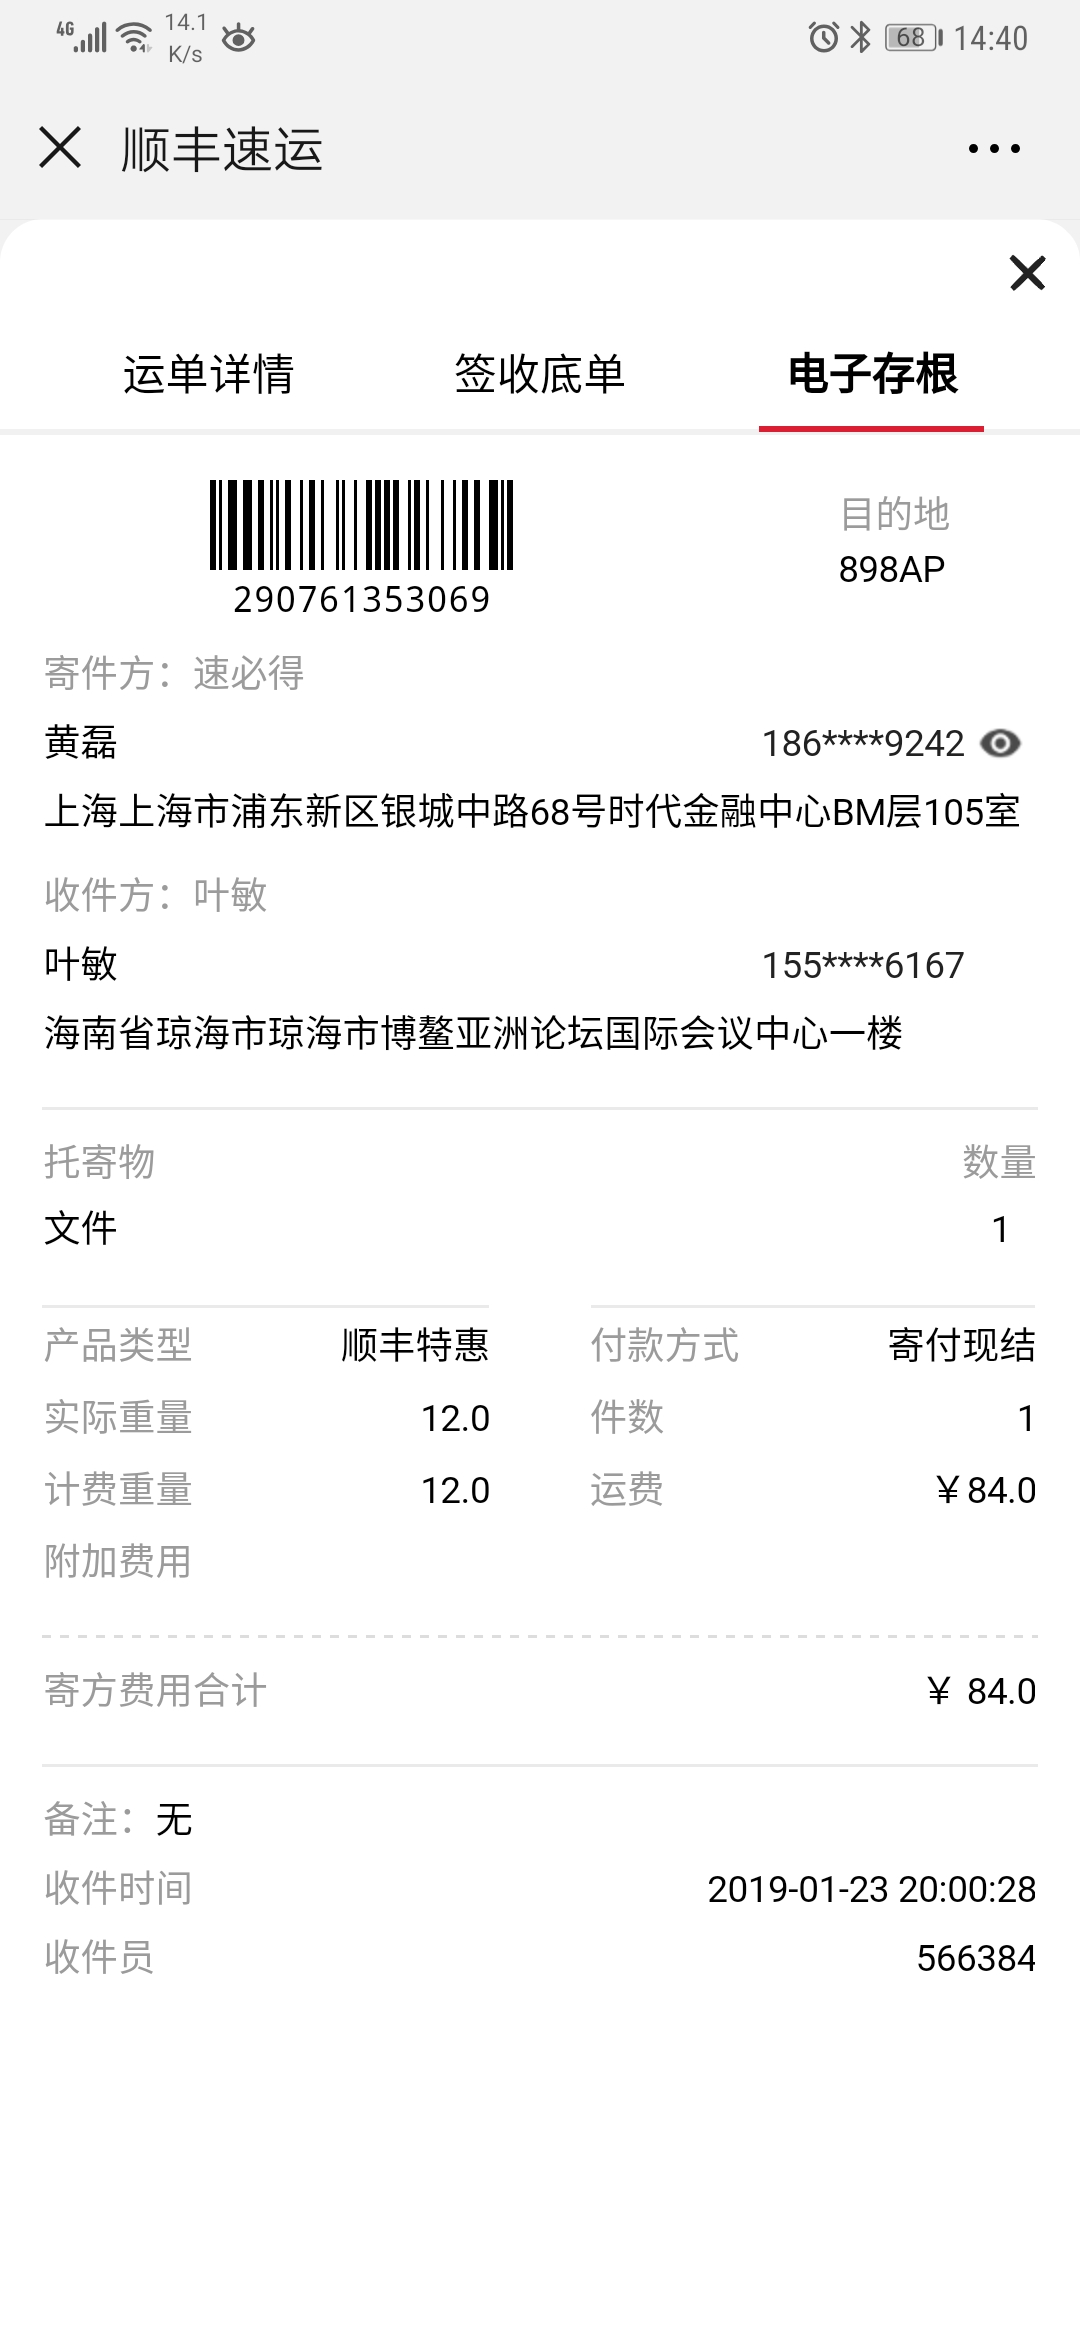 4G 14.1 K/s 68 14:40
顺丰速运
运单详情 签收底单 电子存根
290761353069
目的地
898AP
寄件方：速必得
黄磊 186****9242
上海上海市浦东新区银城中路68号时代金融中心BM层105室
收件方：叶敏
叶敏 155****6167
海南省琼海市琼海市博鳌亚洲论坛国际会议中心一楼
托寄物 数量
文件 1
产品类型 顺丰特惠 付款方式 寄付现结
实际重量 12.0 件数 1
计费重量 12.0 运费 ￥84.0
附加费用
寄方费用合计 ￥ 84.0
备注：无
收件时间 2019-01-23 20:00:28
收件员 566384